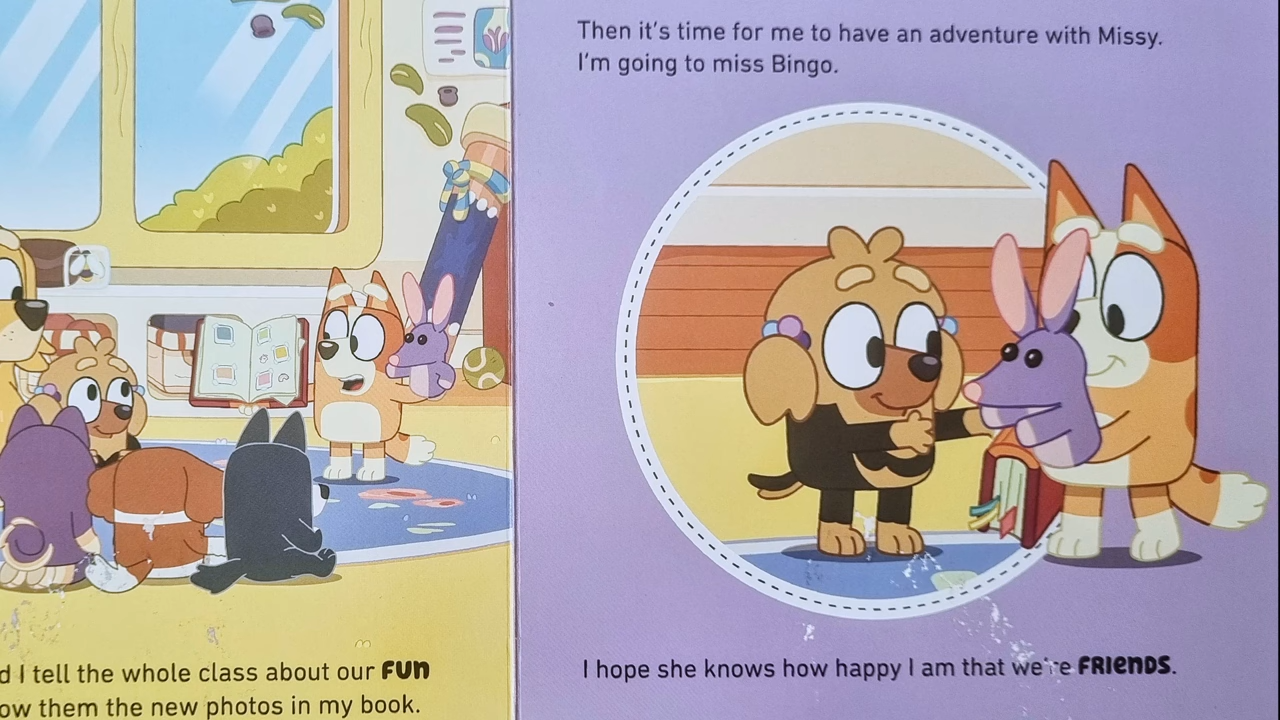 d I tell the whole class about our FUN
ow them the new photos in my book.
Then it's time for me to have an adventure with Missy.
I'm going to miss Bingo.
I hope she knows how happy I am that we're FRIENDS.